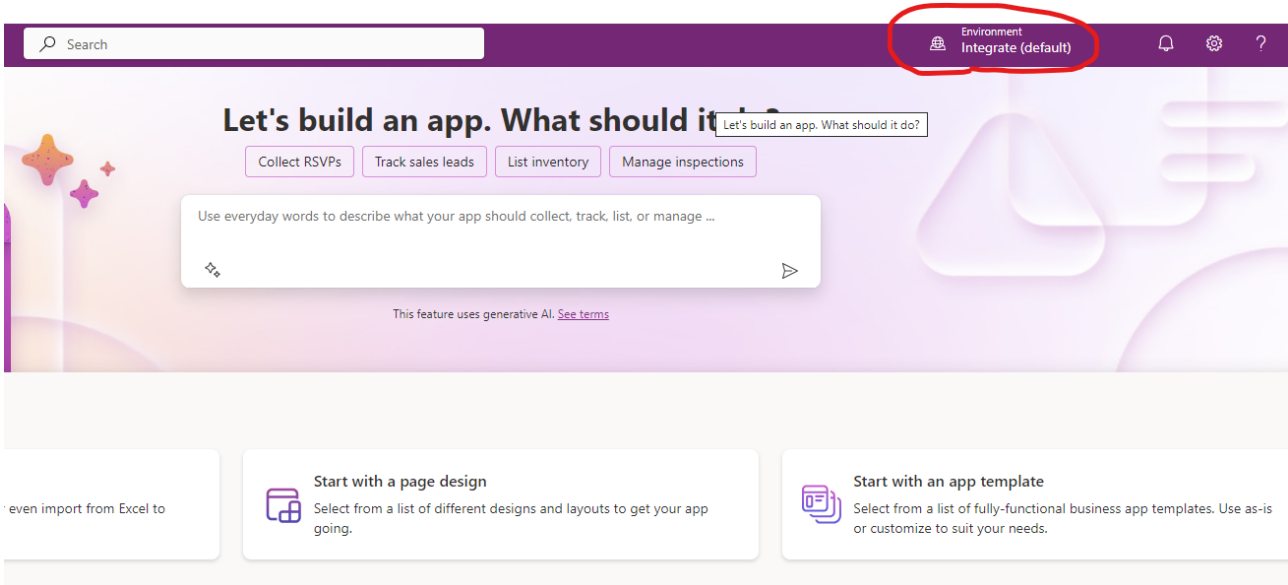 Search
Environment
Integrate (default)
Let's build an app. What should it
Let's build an app. What should it do?
Collect RSVPs
Track sales leads
List inventory
Manage inspections
Use everyday words to describe what your app should collect, track, list, or manage ...
This feature uses generative AI. See terms
even import from Excel to
Start with a page design
Select from a list of different designs and layouts to get your app
going.
Start with an app template
Select from a list of fully-functional business app templates. Use as-is
or customize to suit your needs.